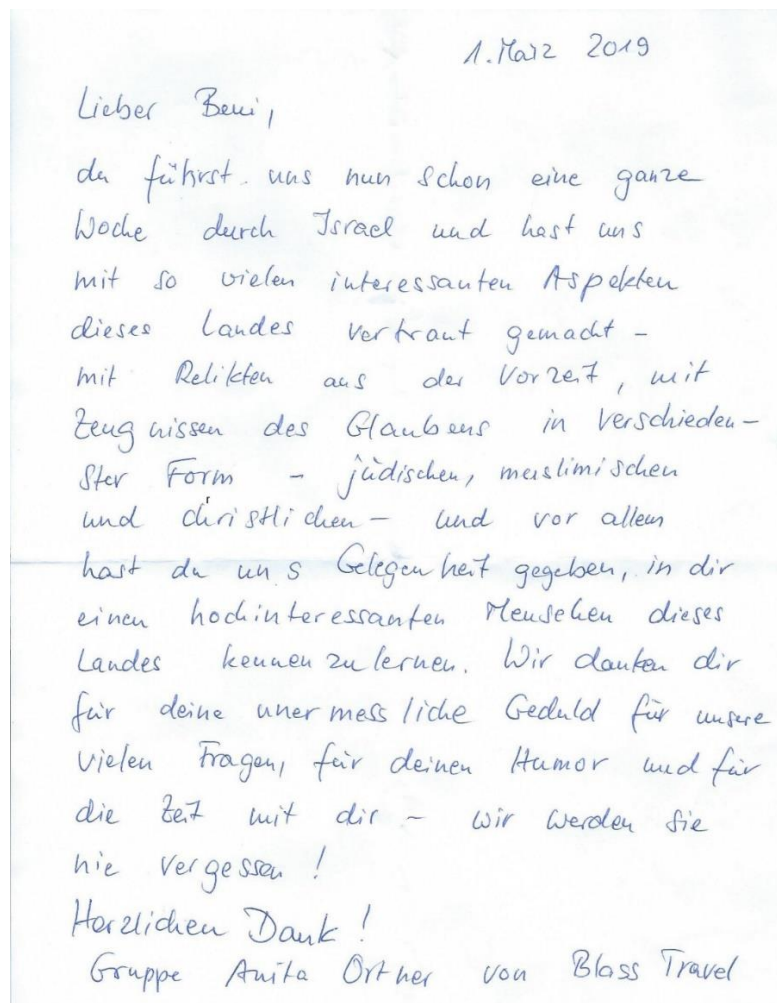 1. März 2019
Lieber Beni,
du führst uns nun schon eine ganze
Woche durch Israel und hast uns
mit so vielen interessanten Aspekten
dieses Landes vertraut gemacht –
mit Relikten aus der Vorzeit, mit
Zeugnissen des Glaubens in verschieden-
ster Form – jüdischen, muslimischen
und christlichen – und vor allem
hast du uns Gelegenheit gegeben, in dir
einen hochinteressanten Menschen dieses
Landes kennenzulernen. Wir danken dir
für deine unermessliche Geduld für unsere
vielen Fragen, für deinen Humor und für
die Zeit mit dir – wir werden sie
nie vergessen!
Herzlichen Dank!
Gruppe Anita Ortner von Blass Travel